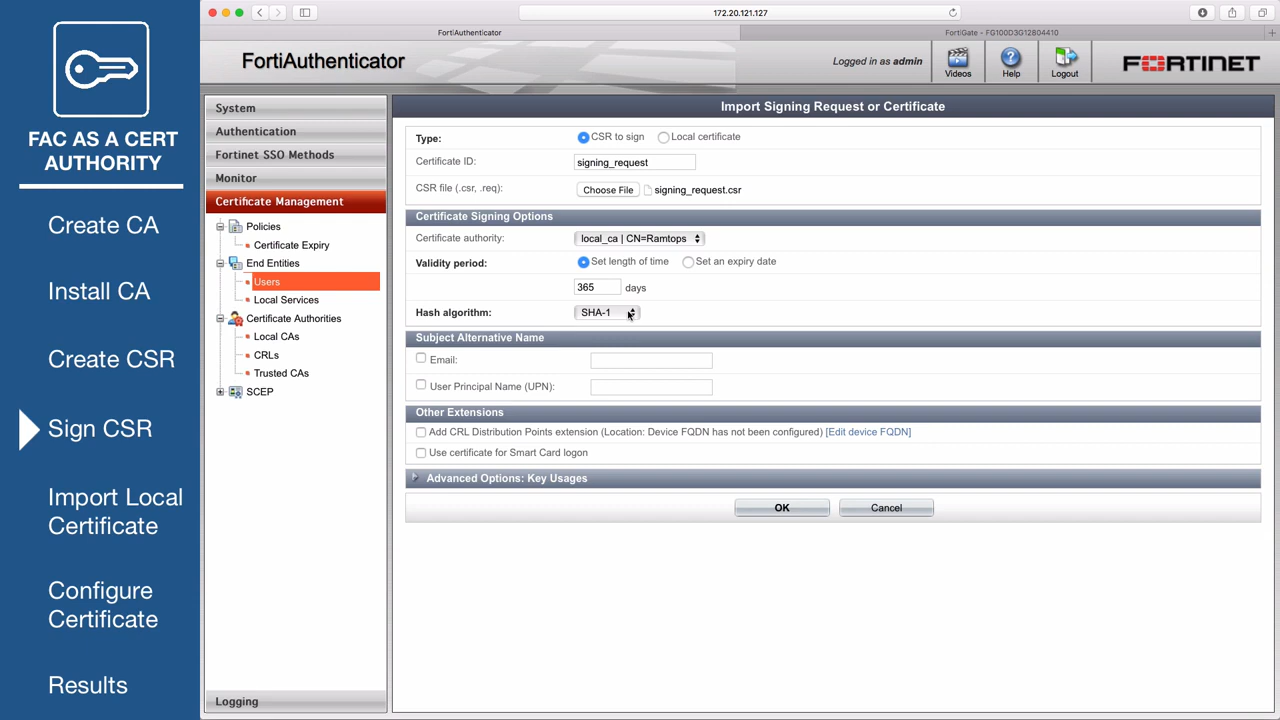 172.20.121.127
FortiAuthenticator
FortiGate - FG100D3G12804410
FAC AS A CERT
AUTHORITY
Create CA
Install CA
Create CSR
Sign CSR
Import Local
Certificate
Configure
Certificate
Results
FortiAuthenticator
Logged in as admin
Videos
Help
Logout
FORTINET
System
Authentication
Fortinet SSO Methods
Monitor
Certificate Management
Policies
Certificate Expiry
End Entities
Users
Local Services
Certificate Authorities
Local CAs
CRLs
Trusted CAs
SCEP
Logging
Import Signing Request or Certificate
Type: CSR to sign Local certificate
Certificate ID: signing_request
CSR file (.csr, .req): Choose File signing_request.csr
Certificate Signing Options
Certificate authority: local_ca | CN=Ramtops
Validity period: Set length of time Set an expiry date
365 days
Hash algorithm: SHA-1
Subject Alternative Name
Email:
User Principal Name (UPN):
Other Extensions
Add CRL Distribution Points extension (Location: Device FQDN has not been configured) [Edit device FQDN]
Use certificate for Smart Card logon
Advanced Options: Key Usages
OK Cancel